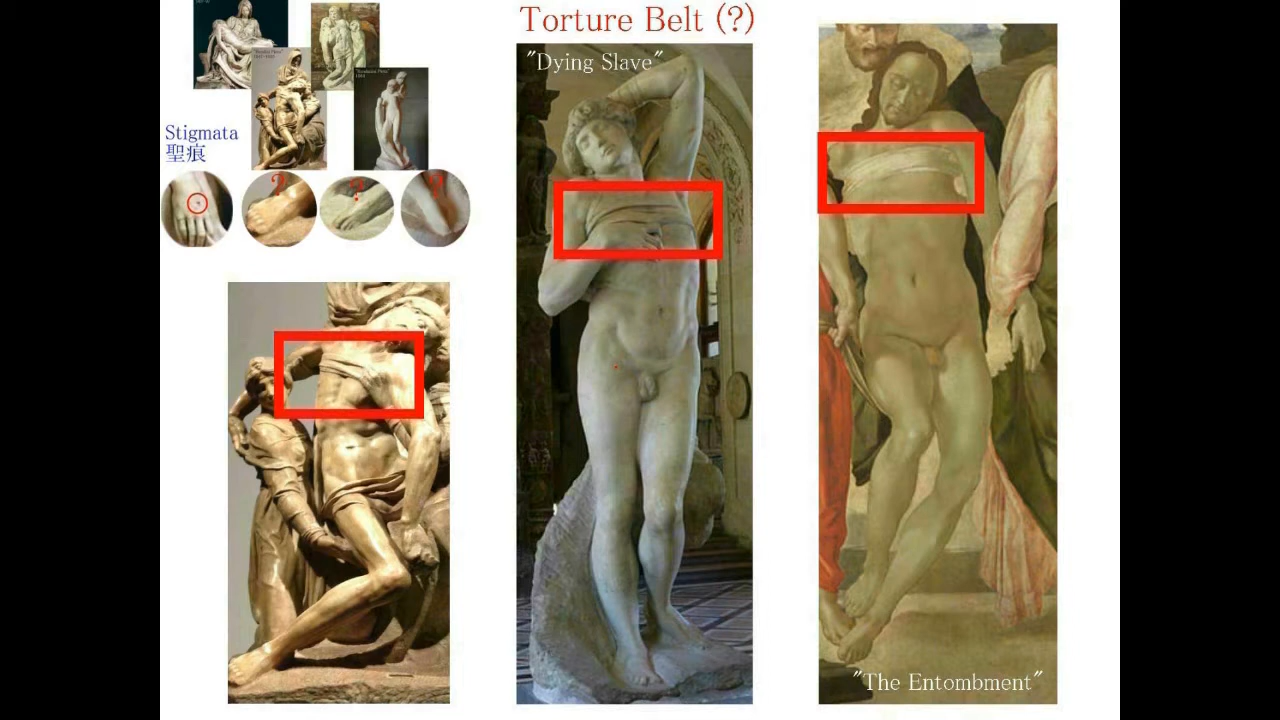 Torture Belt (?)
"Dying Slave"
Stigmata
聖痕
"The Entombment"